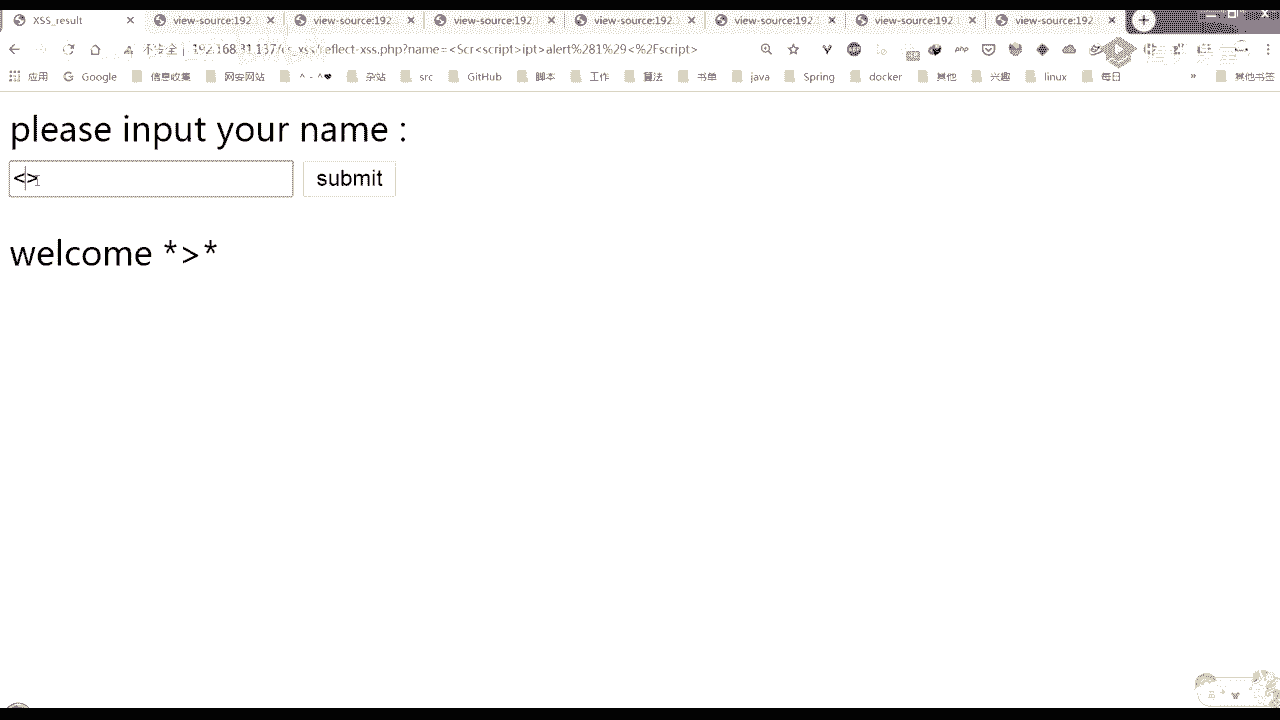 XSS_result view-source:192 view-source:192 view-source:192 view-source:192 view-source:192 view-source:192 view-source:192
不安全 192.168.31.137/ reflect-xss.php?name=<Scr<script>ipt>alert%281%29<%2Fscript>
应用 Google 信息收集 网安网站 ^ - ^❤ 杂站 src GitHub 脚本 工作 算法 书单 java Spring docker 其他 兴趣 linux 每日 » 其他书签
please input your name :
<> submit
welcome *>*